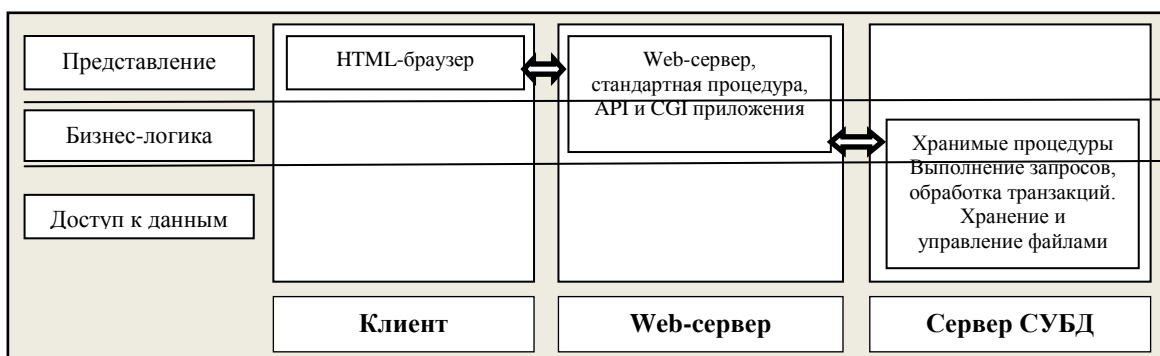 Представление
Бизнес-логика
Доступ к данным
HTML-браузер
Web-сервер,
стандартная процедура,
API и CGI приложения
Хранимые процедуры
Выполнение запросов,
обработка транзакций.
Хранение и
управление файлами
Клиент
Web-сервер
Сервер СУБД